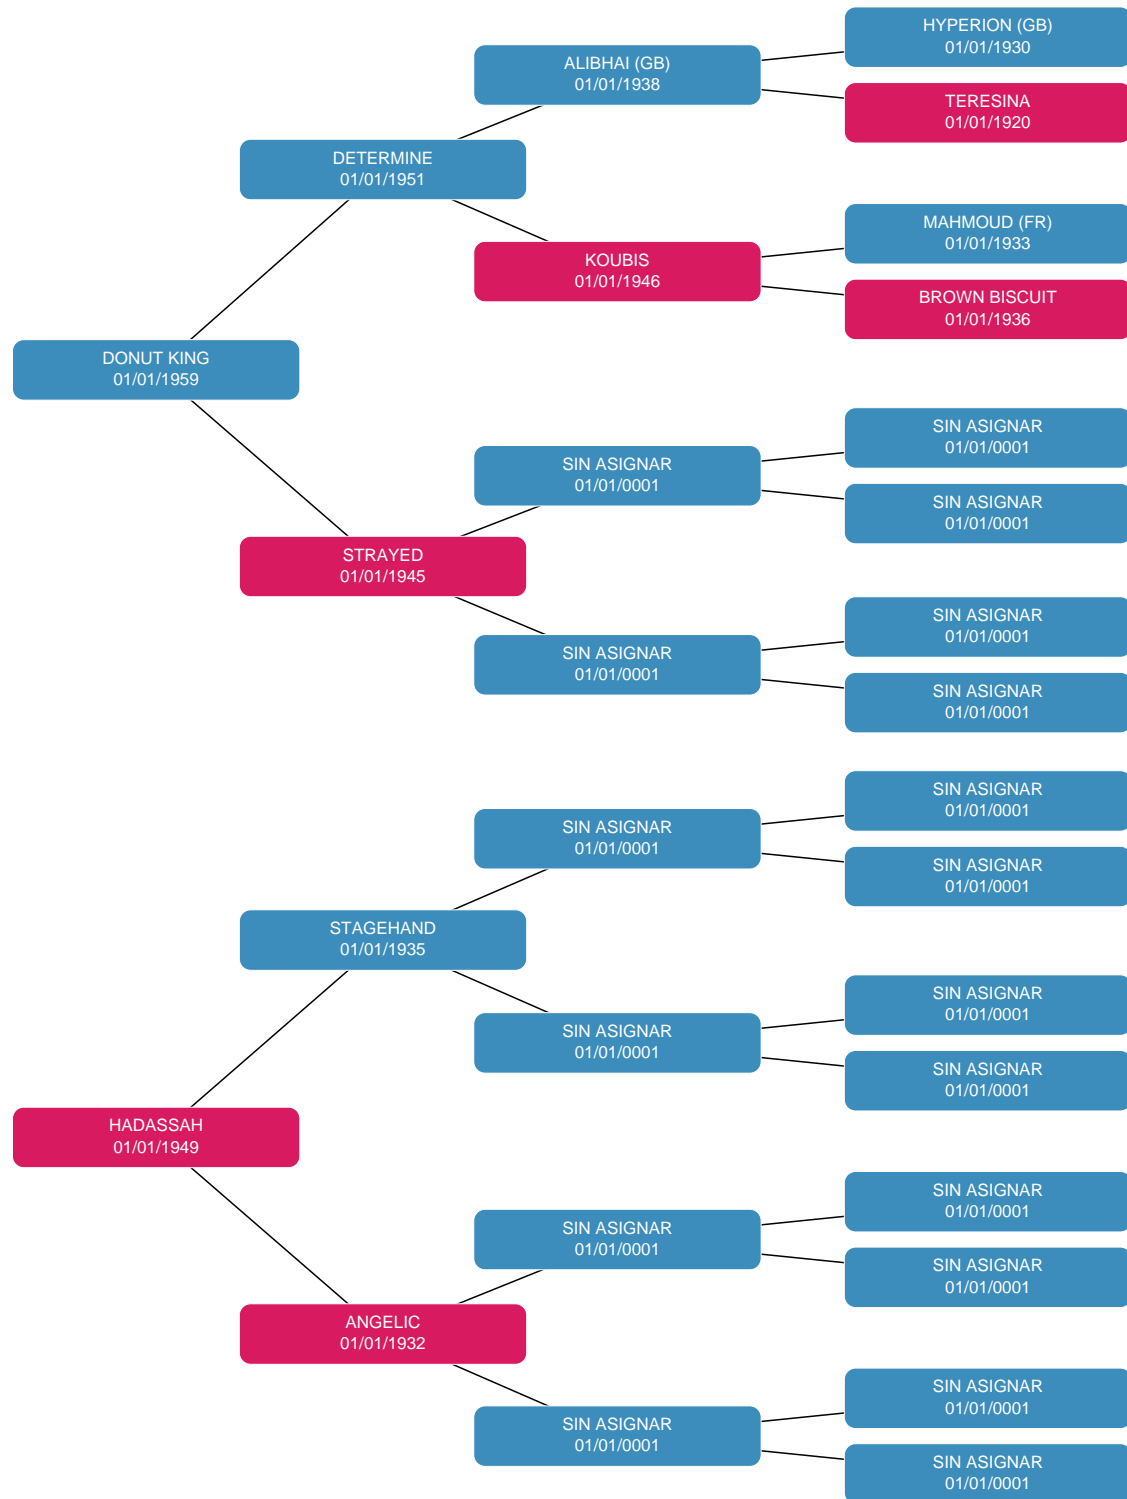 HYPERION (GB)
01/01/1930
ALIBHAI (GB)
01/01/1938
TERESINA
01/01/1920
DETERMINE
01/01/1951
MAHMOUD (FR)
01/01/1933
KOUBIS
01/01/1946
BROWN BISCUIT
01/01/1936
DONUT KING
01/01/1959
SIN ASIGNAR
01/01/0001
SIN ASIGNAR
01/01/0001
SIN ASIGNAR
01/01/0001
STRAYED
01/01/1945
SIN ASIGNAR
01/01/0001
SIN ASIGNAR
01/01/0001
SIN ASIGNAR
01/01/0001
SIN ASIGNAR
01/01/0001
SIN ASIGNAR
01/01/0001
SIN ASIGNAR
01/01/0001
STAGEHAND
01/01/1935
SIN ASIGNAR
01/01/0001
SIN ASIGNAR
01/01/0001
SIN ASIGNAR
01/01/0001
HADASSAH
01/01/1949
SIN ASIGNAR
01/01/0001
SIN ASIGNAR
01/01/0001
SIN ASIGNAR
01/01/0001
ANGELIC
01/01/1932
SIN ASIGNAR
01/01/0001
SIN ASIGNAR
01/01/0001
SIN ASIGNAR
01/01/0001